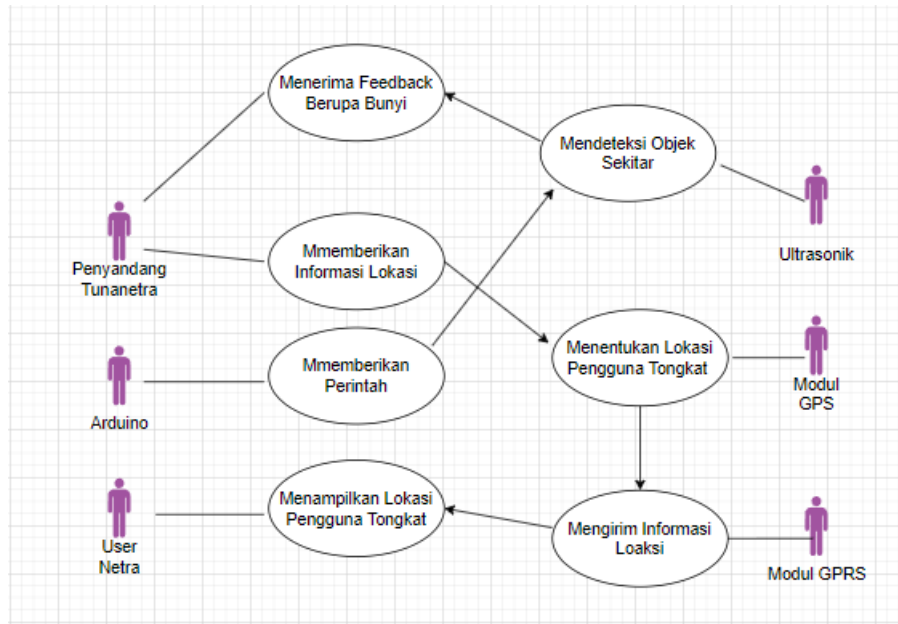 Menerima Feedback
Berupa Bunyi
Mendeteksi Objek
Sekitar
Ultrasonik
Penyandang
Tunanetra
Mmemberikan
Informasi Lokasi
Menentukan Lokasi
Pengguna Tongkat
Modul
GPS
Mmemberikan
Perintah
Arduino
Menampilkan Lokasi
Pengguna Tongkat
User
Netra
Mengirim Informasi
Loaksi
Modul GPRS